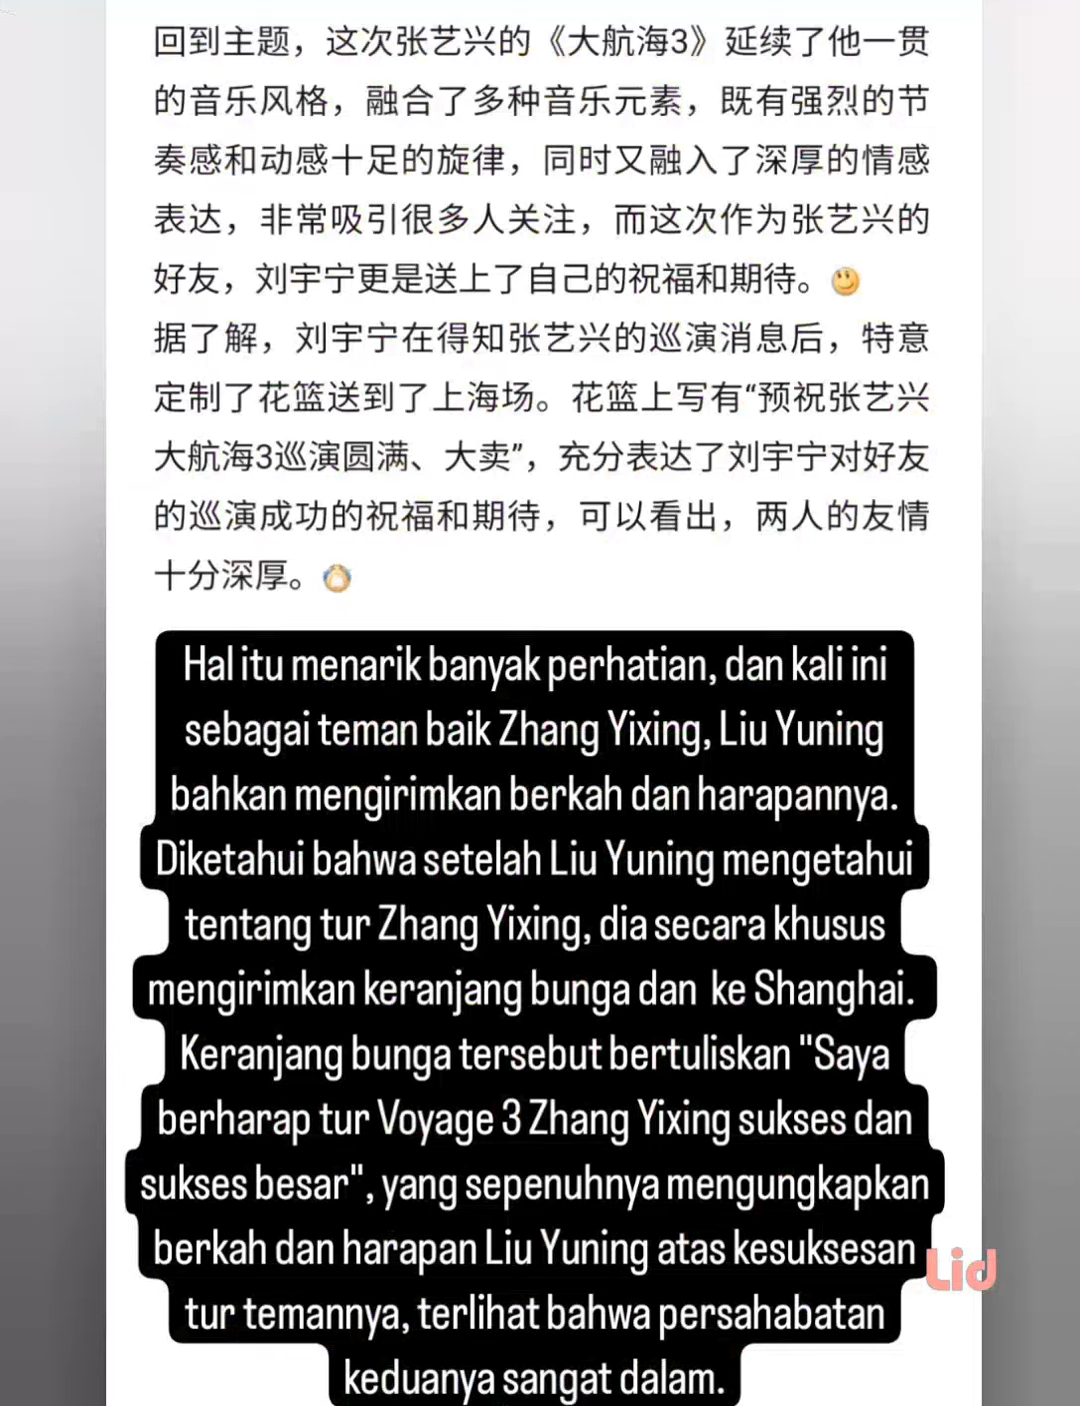 回到主题，这次张艺兴的《大航海3》延续了他一贯
的音乐风格，融合了多种音乐元素，既有强烈的节
奏感和动感十足的旋律，同时又融入了深厚的情感
表达，非常吸引很多人关注，而这次作为张艺兴的
好友，刘宇宁更是送上了自己的祝福和期待。
据了解，刘宇宁在得知张艺兴的巡演消息后，特意
定制了花篮送到了上海场。花篮上写有“预祝张艺兴
大航海3巡演圆满、大卖”，充分表达了刘宇宁对好友
的巡演成功的祝福和期待，可以看出，两人的友情
十分深厚。
Hal itu menarik banyak perhatian, dan kali ini
sebagai teman baik Zhang Yixing, Liu Yuning
bahkan mengirimkan berkah dan harapannya.
Diketahui bahwa setelah Liu Yuning mengetahui
tentang tur Zhang Yixing, dia secara khusus
mengirimkan keranjang bunga dan ke Shanghai.
Keranjang bunga tersebut bertuliskan "Saya
berharap tur Voyage 3 Zhang Yixing sukses dan
sukses besar", yang sepenuhnya mengungkapkan
berkah dan harapan Liu Yuning atas kesuksesan
Lid
tur temannya, terlihat bahwa persahabatan
keduanya sangat dalam.